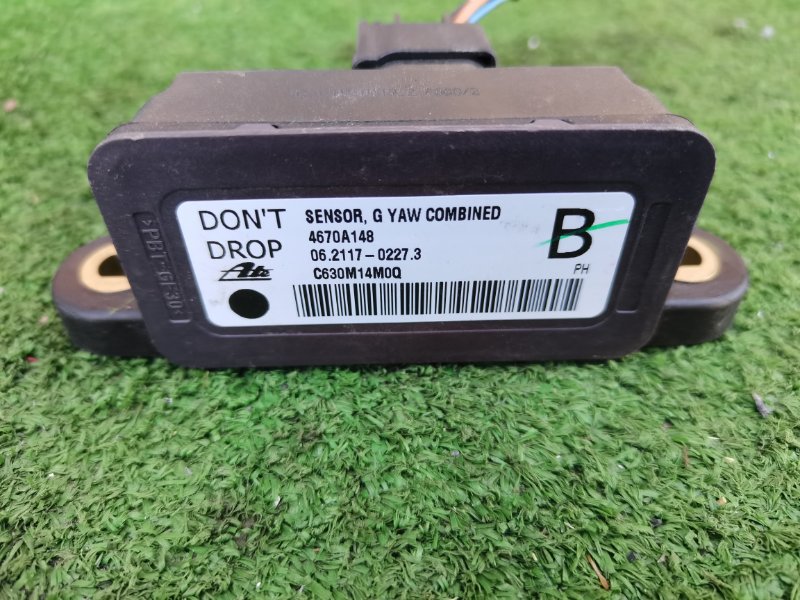 DON'T DROP
SENSOR, G YAW COMBINED
4670A148
06.2117-0227.3
C630M14M0Q
Ate
B
PH
>PBT-GF30<